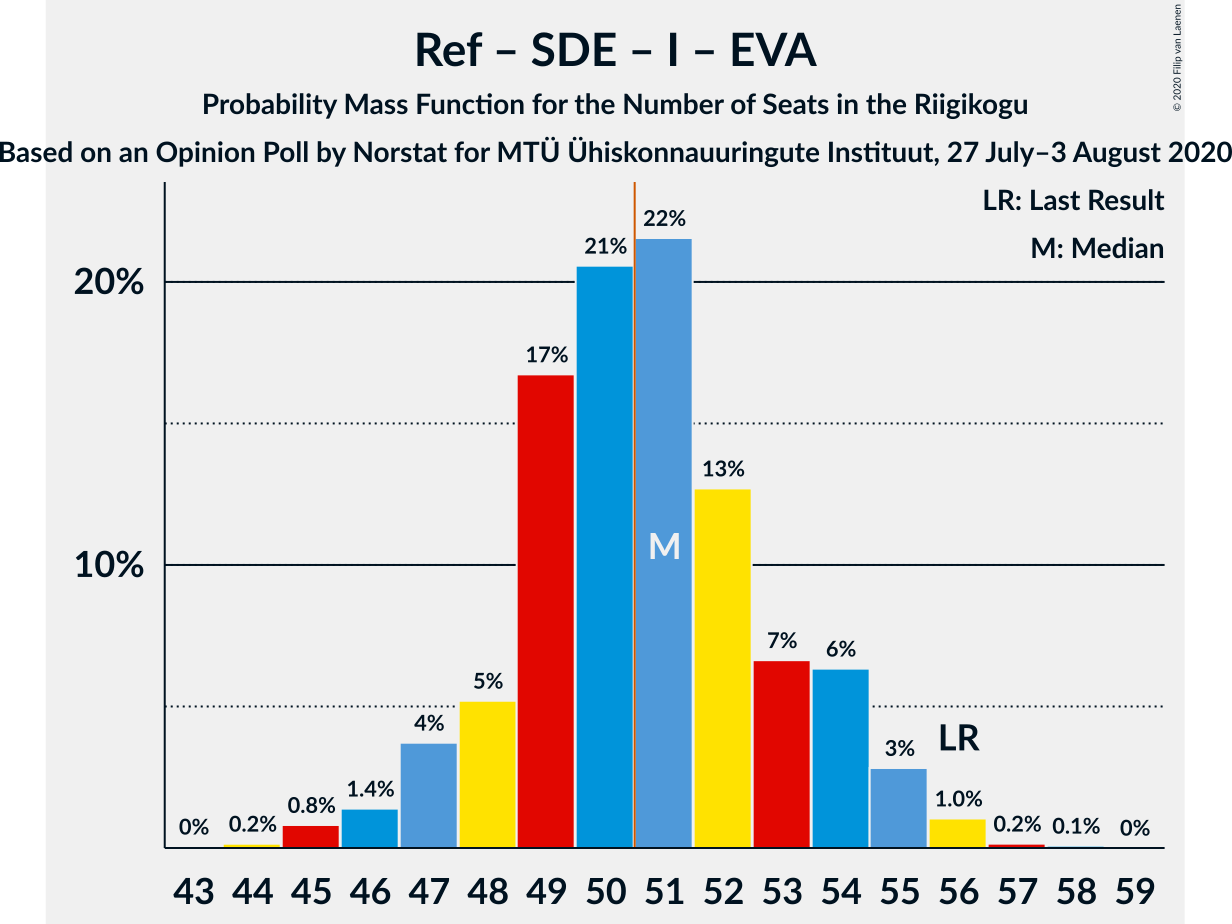 Ref – SDE – I – EVA
Probability Mass Function for the Number of Seats in the Riigikogu
Based on an Opinion Poll by Norstat for MTÜ Ühiskonnauuringute Instituut, 27 July–3 August 2020
© 2020 Filip van Laenen
LR: Last Result
M: Median
20%
10%
0%
0.2%
0.8%
1.4%
4%
5%
17%
21%
22%
13%
7%
6%
3%
1.0%
0.2%
0.1%
0%
M
LR
43 44 45 46 47 48 49 50 51 52 53 54 55 56 57 58 59